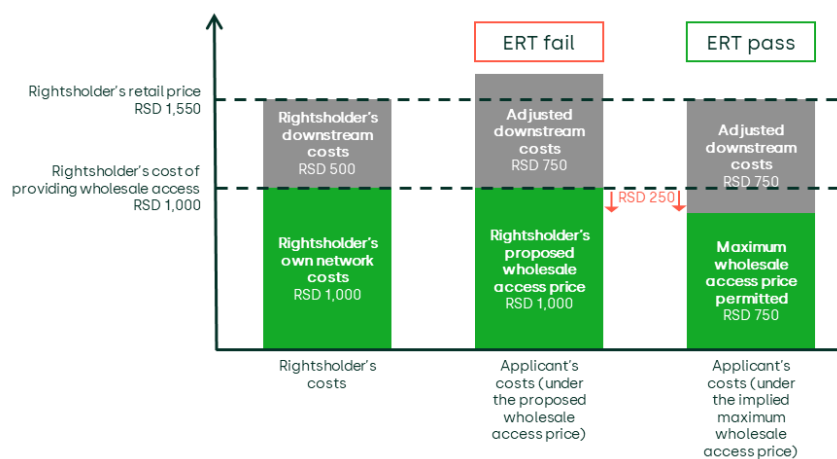 ERT fail
ERT pass
Rightsholder's retail price
RSD 1,550
Rightsholder's cost of
providing wholesale access
RSD 1,000
Rightsholder's
downstream
costs
RSD 500
Adjusted
downstream
costs
RSD 750
Adjusted
downstream
costs
RSD 750
RSD 250
Rightsholder's
own network
costs
RSD 1,000
Rightsholder's
proposed
wholesale
access price
RSD 1,000
Maximum
wholesale
access price
permitted
RSD 750
Rightsholder's
costs
Applicant's
costs (under
the proposed
wholesale
access price)
Applicant's
costs (under
the implied
maximum
wholesale
access price)